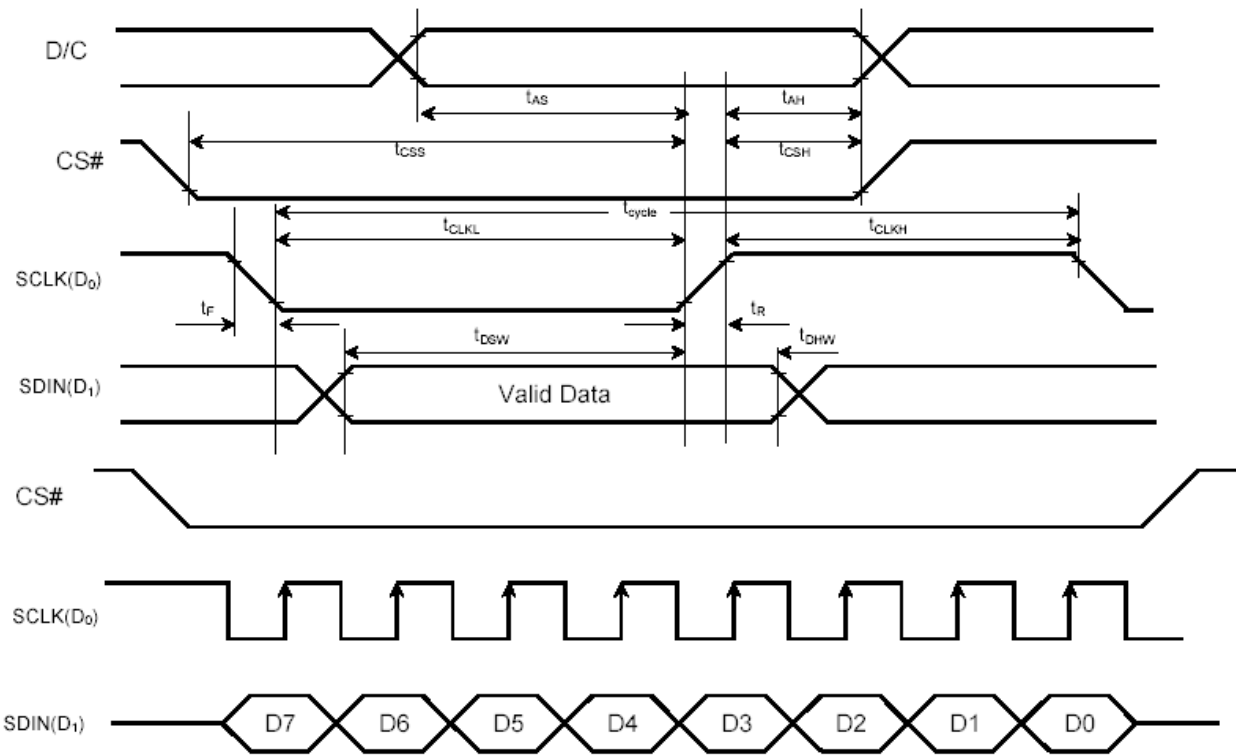 D/C
tAS
tAH
CS#
tCSS
tCSH
tcycle
tCLKL
tCLKH
SCLK(D0)
tF
tR
tDSW
tDHW
SDIN(D1)
Valid Data
CS#
SCLK(D0)
SDIN(D1)
D7 D6 D5 D4 D3 D2 D1 D0